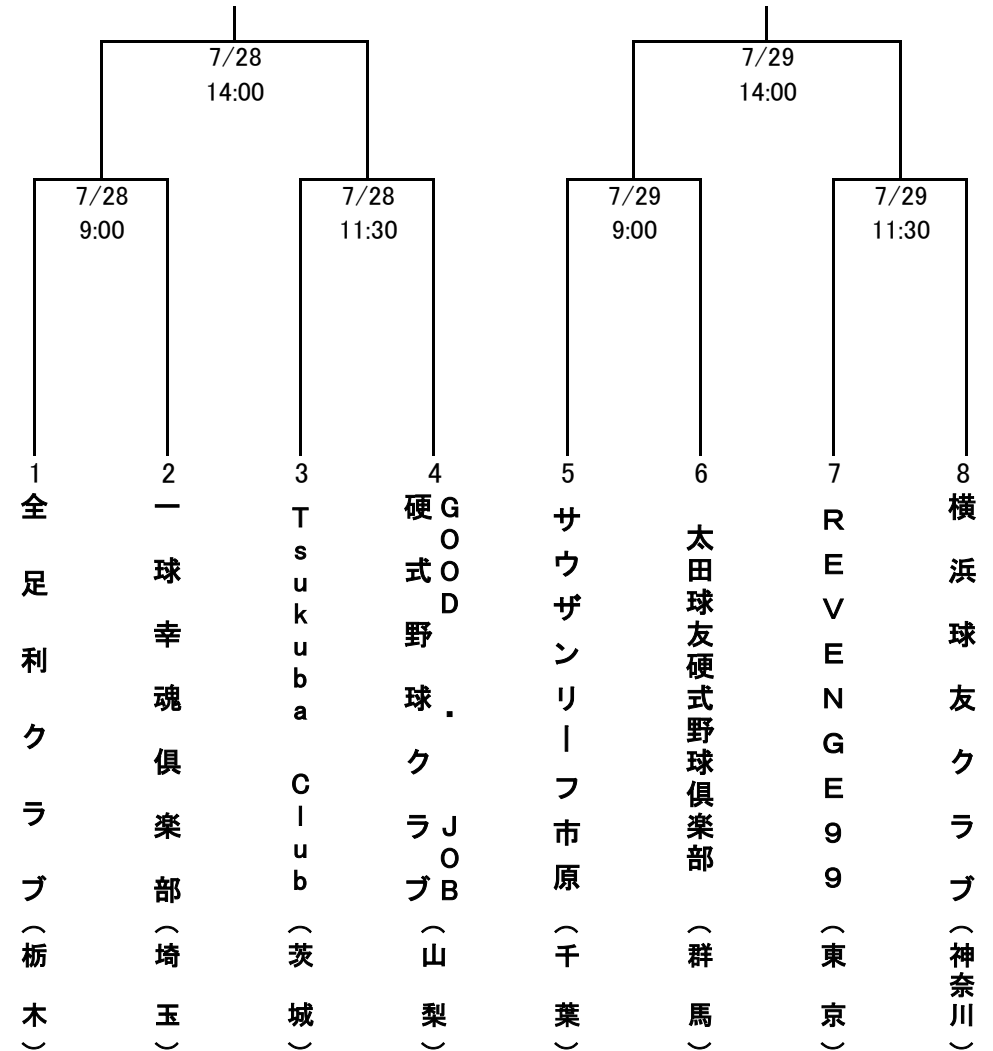 7/28
14:00
7/29
14:00
7/28
9:00
7/28
11:30
7/29
9:00
7/29
11:30
1
2
3
4
5
6
7
8
全足利クラブ(栃木)
一球幸魂倶楽部(埼玉)
Tsukuba Club(茨城)
GOOD・JOB
硬式野球クラブ(山梨)
サウザンリーフ市原(千葉)
太田球友硬式野球倶楽部(群馬)
REVENGE99(東京)
横浜球友クラブ(神奈川)